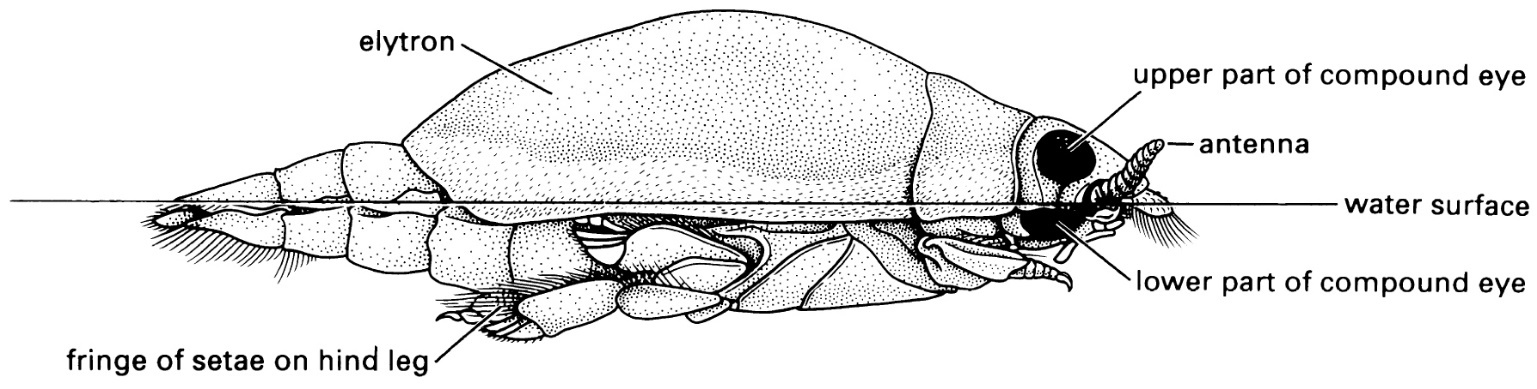 elytron
upper part of compound eye
antenna
water surface
lower part of compound eye
fringe of setae on hind leg